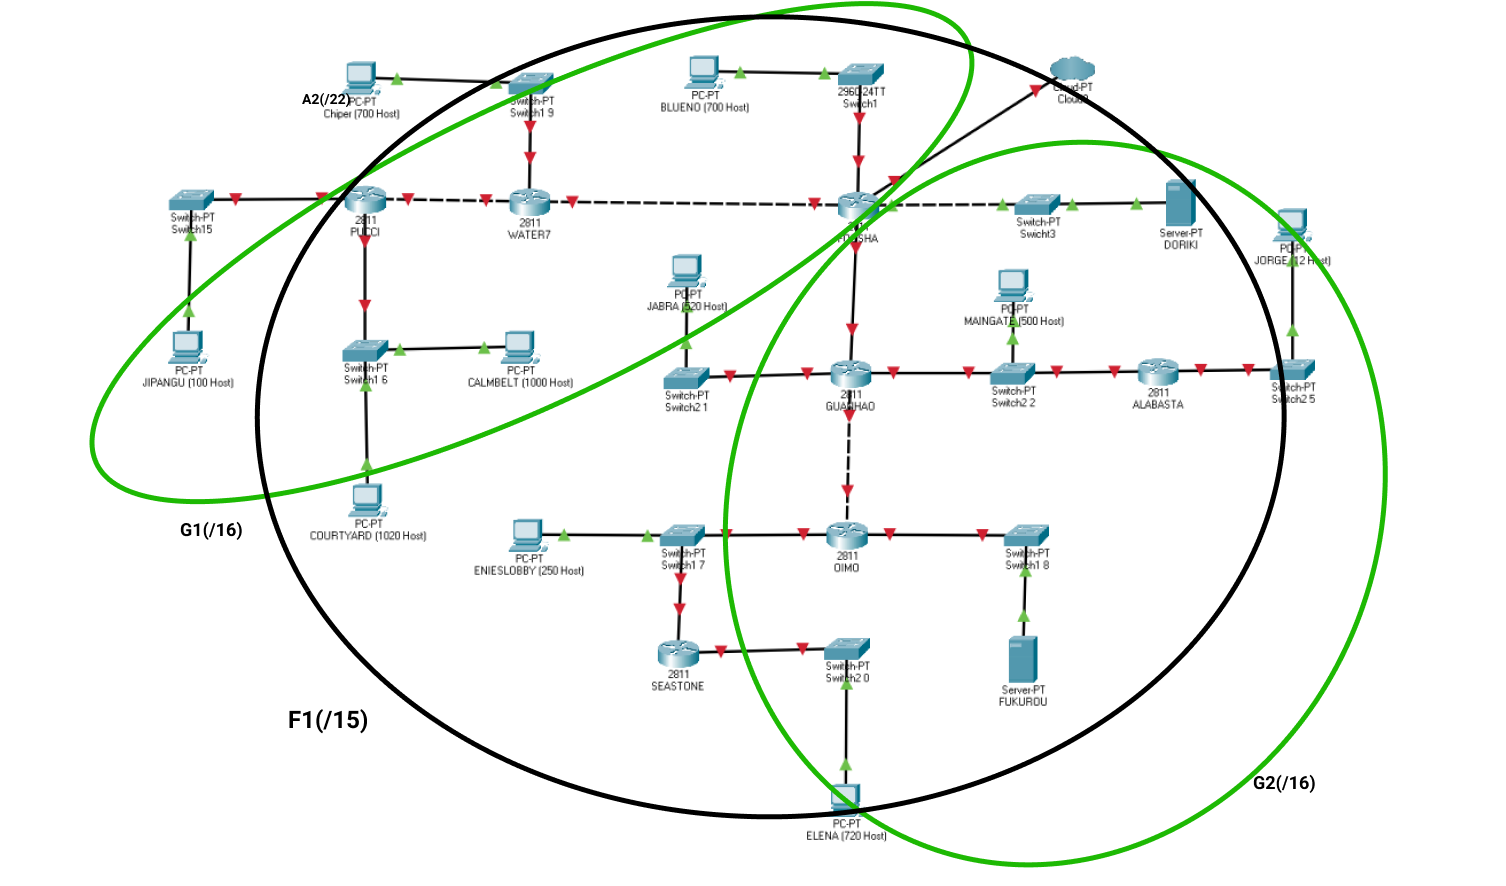 A2(/22)
PC-PT
Chiper (700 Host)
Switch-PT
Switch1 9
PC-PT
BLUENO (700 Host)
2960-24TT
Switch1
Cloud-PT
Switch-PT
Switch15
2811
PUCCI
2811
WATER7
2811
FOOSHA
Switch-PT
Swicht3
Server-PT
DORIKI
PC-PT
JORGE (12 Host)
PC-PT
JABRA (520 Host)
PC-PT
MAINGATE (500 Host)
PC-PT
JIPANGU (100 Host)
Switch-PT
Switch1 6
PC-PT
CALMBELT (1000 Host)
Switch-PT
Switch2 1
2811
GUANHAO
Switch-PT
Switch2 2
2811
ALABASTA
Switch-PT
Switch2 5
G1(/16)
PC-PT
COURTYARD (1020 Host)
PC-PT
ENIESLOBBY (250 Host)
Switch-PT
Switch1 7
2811
OIMO
Switch-PT
Switch1 8
2811
SEASTONE
Switch-PT
Switch2 0
Server-PT
FUKUROU
F1(/15)
G2(/16)
PC-PT
ELENA (720 Host)